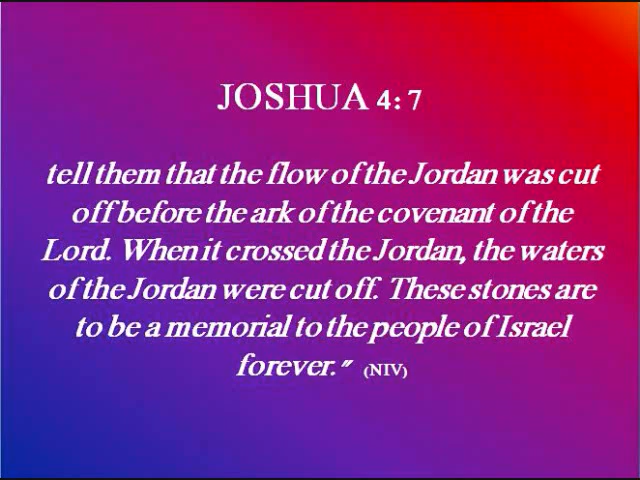 JOSHUA 4:7
tell them that the flow of the Jordan was cut
off before the ark of the covenant of the
Lord. When it crossed the Jordan, the waters
of the Jordan were cut off. These stones are
to be a memorial to the people of Israel
forever." (NIV)